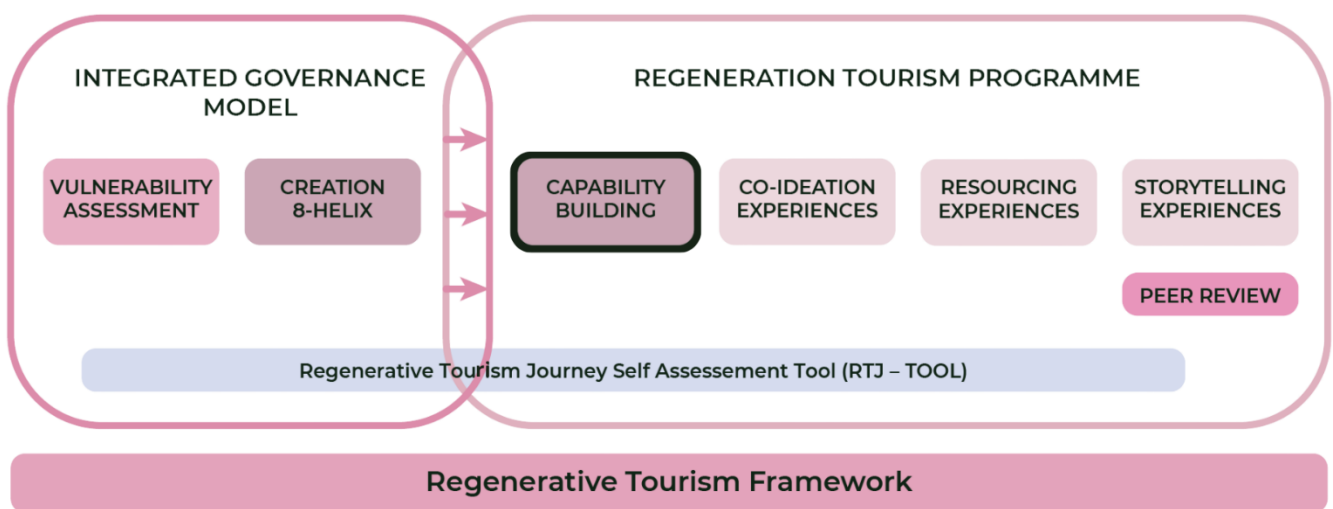 INTEGRATED GOVERNANCE
MODEL
REGENERATION TOURISM PROGRAMME
VULNERABILITY
ASSESSMENT
CREATION
8-HELIX
CAPABILITY
BUILDING
CO-IDEATION
EXPERIENCES
RESOURCING
EXPERIENCES
STORYTELLING
EXPERIENCES
PEER REVIEW
Regenerative Tourism Journey Self Assessement Tool (RTJ – TOOL)
Regenerative Tourism Framework